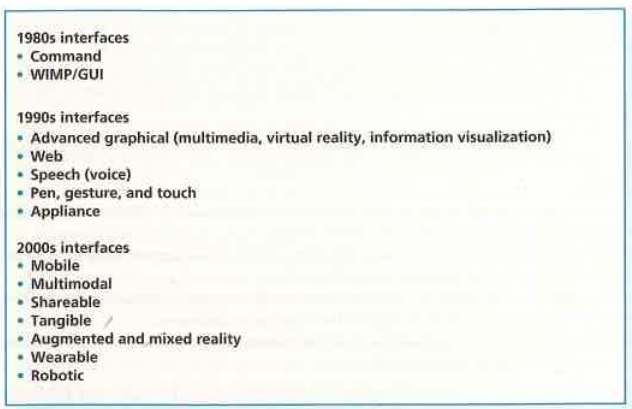 1980s interfaces
• Command
• WIMP/GUI
1990s interfaces
• Advanced graphical (multimedia, virtual reality, information visualization)
• Web
• Speech (voice)
• Pen, gesture, and touch
• Appliance
2000s interfaces
• Mobile
• Multimodal
• Shareable
• Tangible
• Augmented and mixed reality
• Wearable
• Robotic